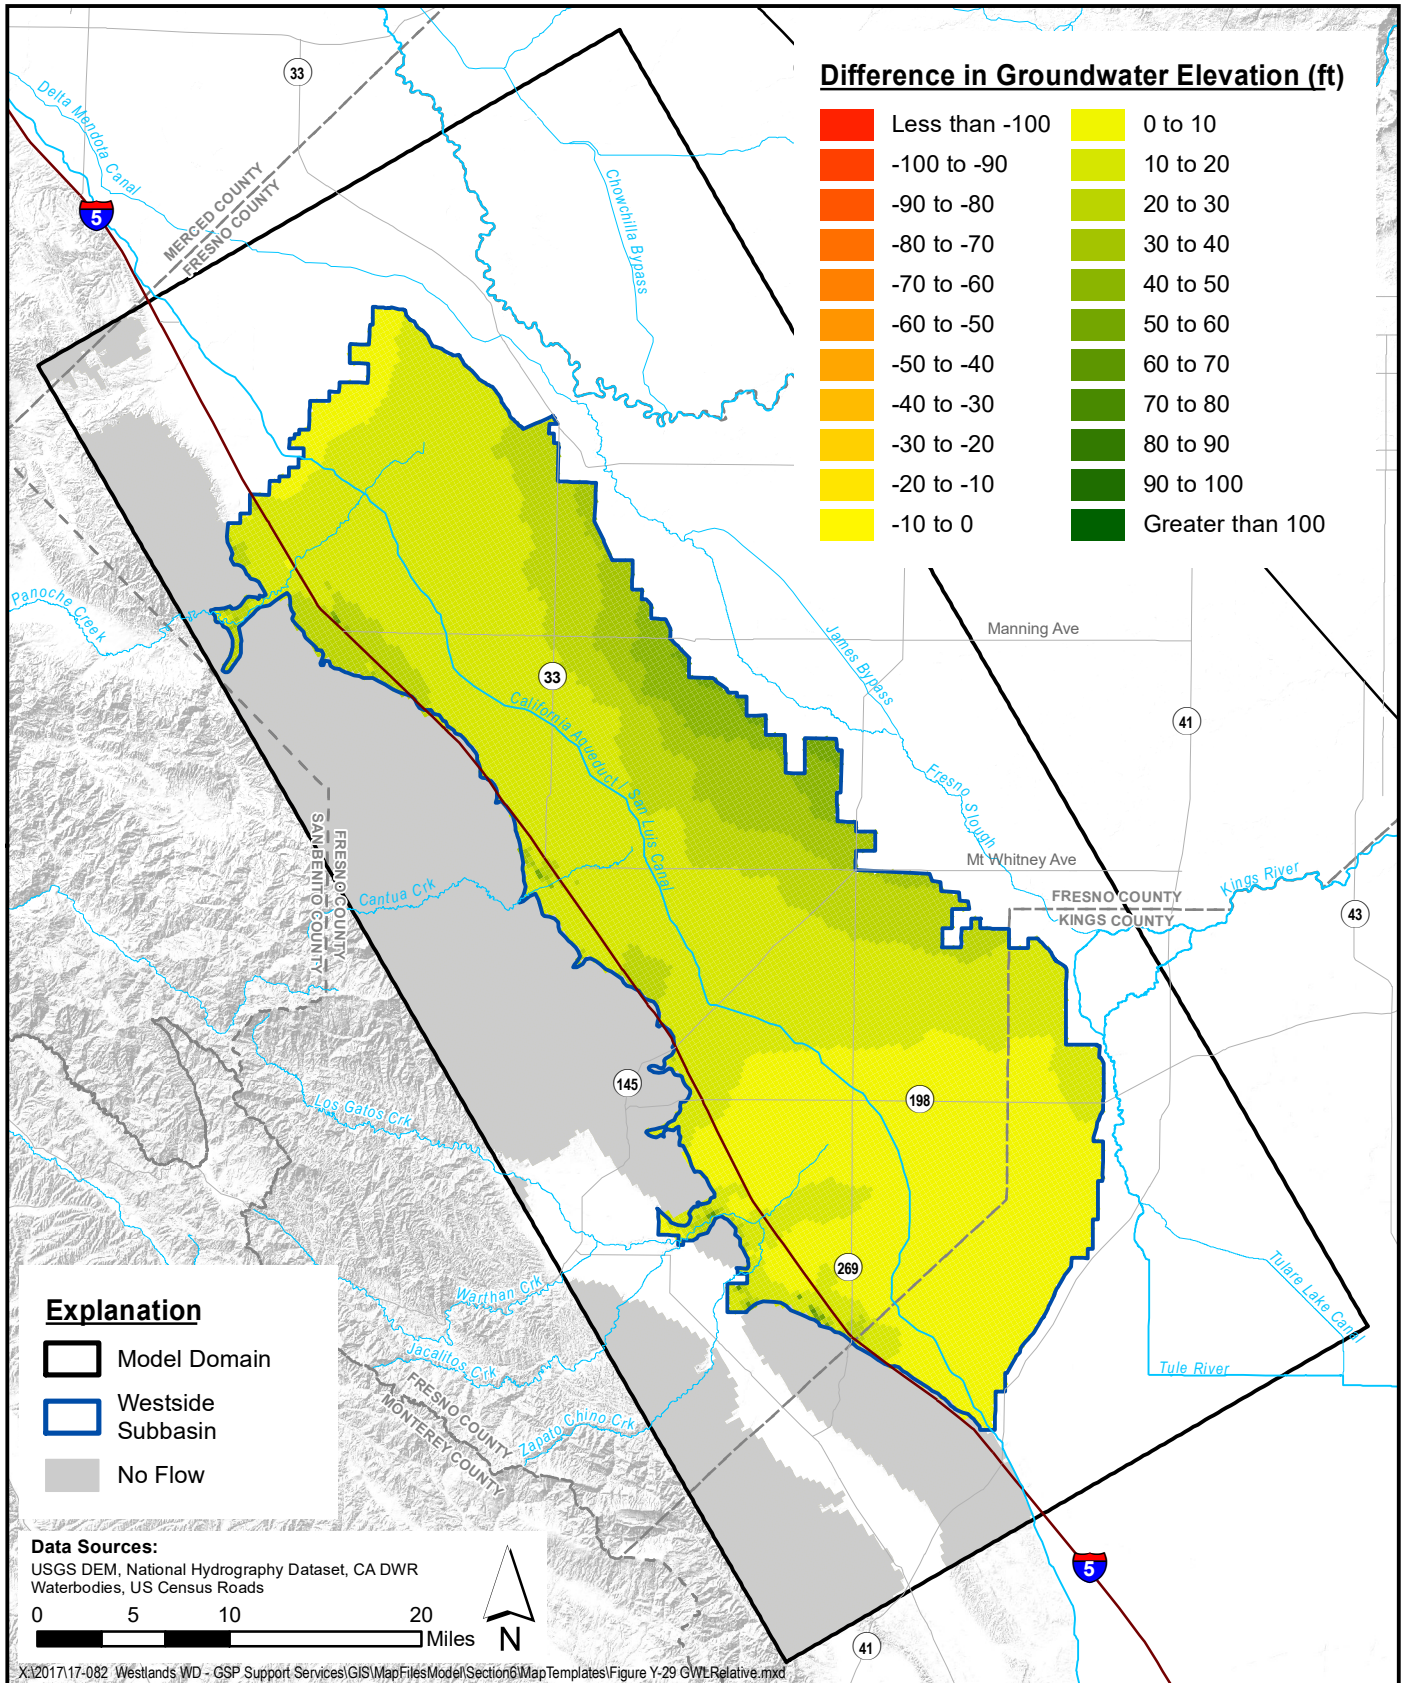 Difference in Groundwater Elevation (ft)
Less than -100
-100 to -90
-90 to -80
-80 to -70
-70 to -60
-60 to -50
-50 to -40
-40 to -30
-30 to -20
-20 to -10
-10 to 0
0 to 10
10 to 20
20 to 30
30 to 40
40 to 50
50 to 60
60 to 70
70 to 80
80 to 90
90 to 100
Greater than 100
33
Delta Mendota Canal
5
MERCED COUNTY
FRESNO COUNTY
Chowchilla Bypass
Panoche Creek
Manning Ave
James Bypass
33
41
California Aqueduct / San Luis Canal
Fresno Slough
SAN BENITO COUNTY
FRESNO COUNTY
Mt Whitney Ave
Kings River
Cantua Crk
FRESNO COUNTY
KINGS COUNTY
43
145
198
Los Gatos Crk
269
Warthan Crk
Tulare Lake Canal
Jacalitos Crk
Tule River
FRESNO COUNTY
MONTEREY COUNTY
Zapato Chino Crk
5
41
Explanation
Model Domain
Westside
Subbasin
No Flow
Data Sources:
USGS DEM, National Hydrography Dataset, CA DWR
Waterbodies, US Census Roads
0 5 10 20
Miles
N
X:\2017\17-082 Westlands WD - GSP Support Services\GIS\MapFilesModel\Section6\MapTemplates\Figure Y-29 GWLRelative.mxd